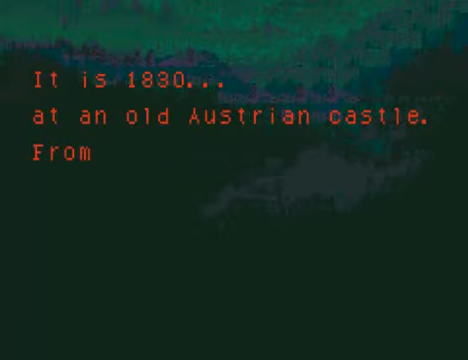 It is 1830...
at an old Austrian castle.
From